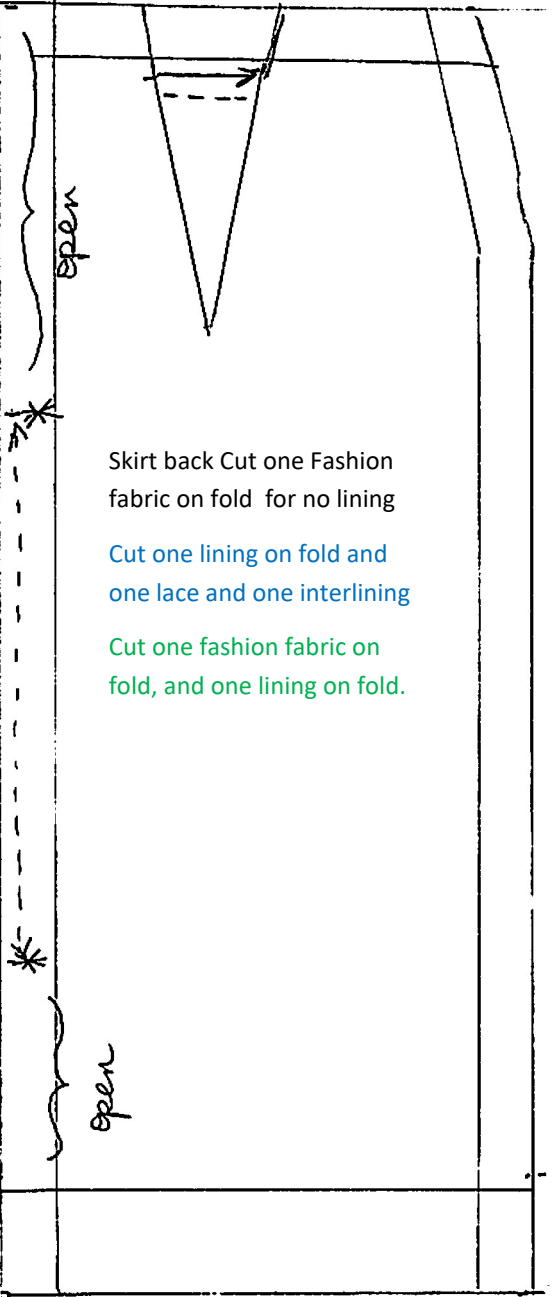 open
Skirt back Cut one Fashion
fabric on fold  for no lining
Cut one lining on fold and
one lace and one interlining
Cut one fashion fabric on
fold, and one lining on fold.
open